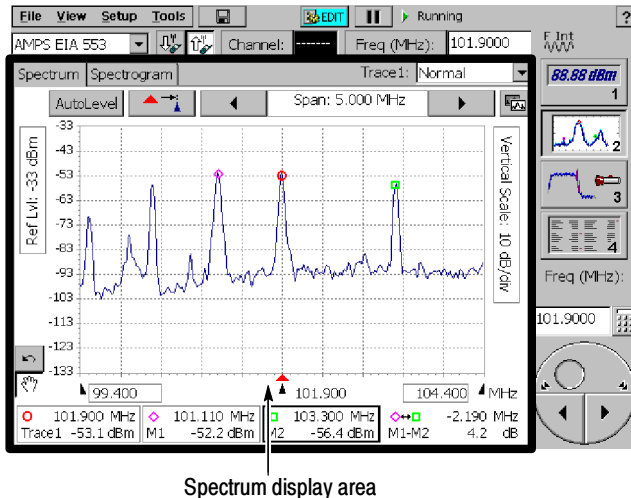 File View Setup Tools EDIT Running ?
AMPS EIA 553 Channel: ------- Freq (MHz): 101.9000 F Int
Spectrum Spectrogram Trace1: Normal
88.88 dBm
1
AutoLevel Span: 5.000 MHz
-33
-43
-53
-63
-73
-83
-93
-103
-113
-133
Ref Lvl: -33 dBm
Vertical Scale: 10 dB/div
2
3
4
Freq (MHz):
101.9000
99.400 101.900 104.400 MHz
101.900 MHz 101.110 MHz 103.300 MHz -2.190 MHz
Trace1 -53.1 dBm M1 -52.2 dBm M2 -56.4 dBm M1-M2 4.2 dB
Spectrum display area